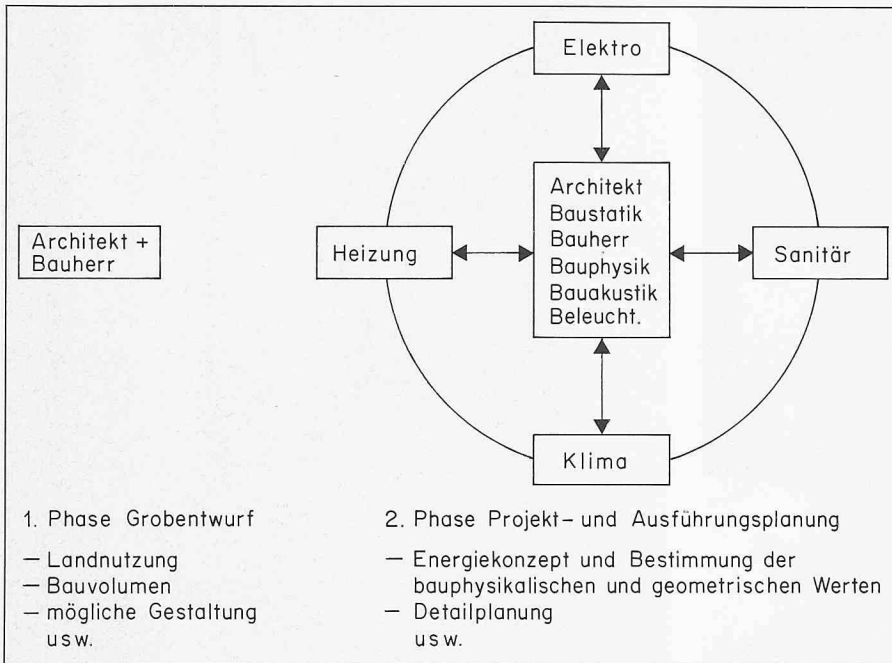 Elektro
Architekt +
Bauherr
Heizung
Architekt
Baustatik
Bauherr
Bauphysik
Bauakustik
Beleucht.
Sanitär
Klima
1. Phase Grobentwurf
– Landnutzung
– Bauvolumen
– mögliche Gestaltung
usw.
2. Phase Projekt- und Ausführungsplanung
– Energiekonzept und Bestimmung der
bauphysikalischen und geometrischen Werten
– Detailplanung
usw.